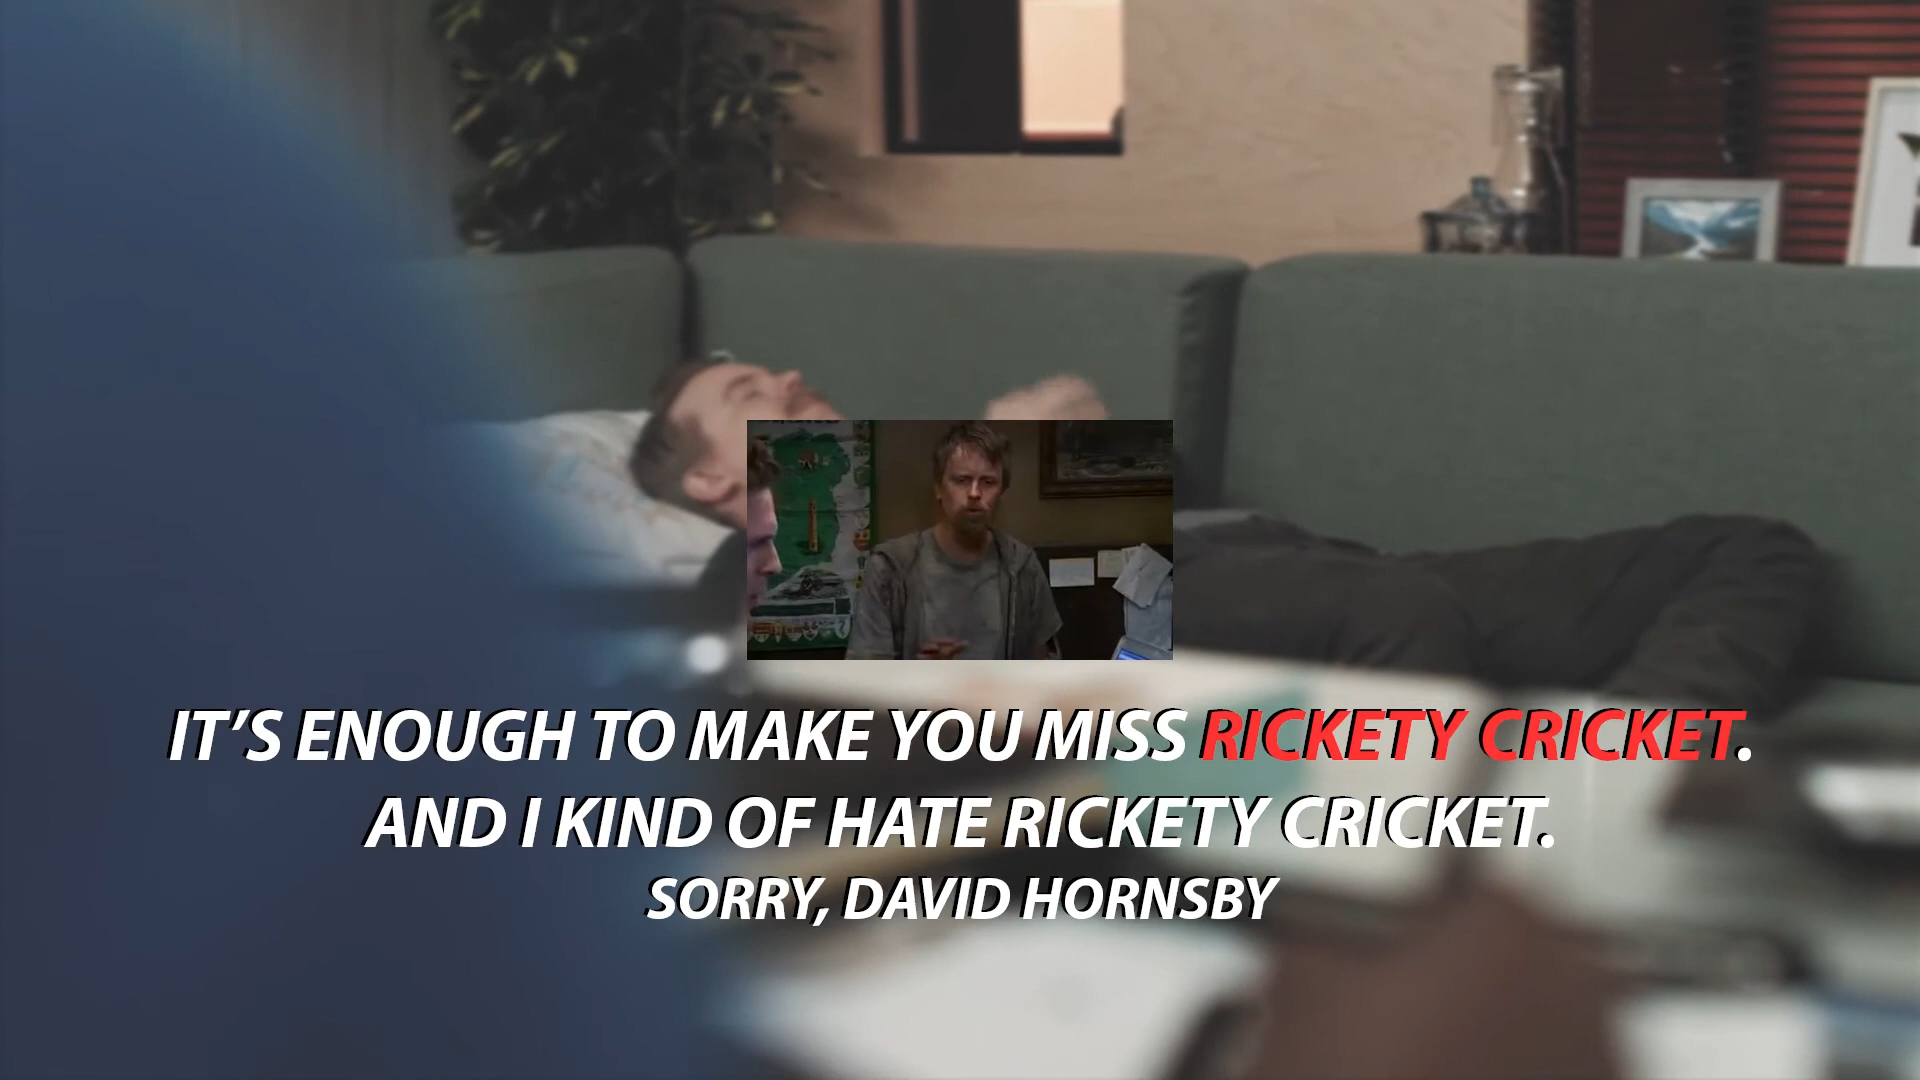 IT’S ENOUGH TO MAKE YOU MISS RICKETY CRICKET.
AND I KIND OF HATE RICKETY CRICKET.
SORRY, DAVID HORNSBY